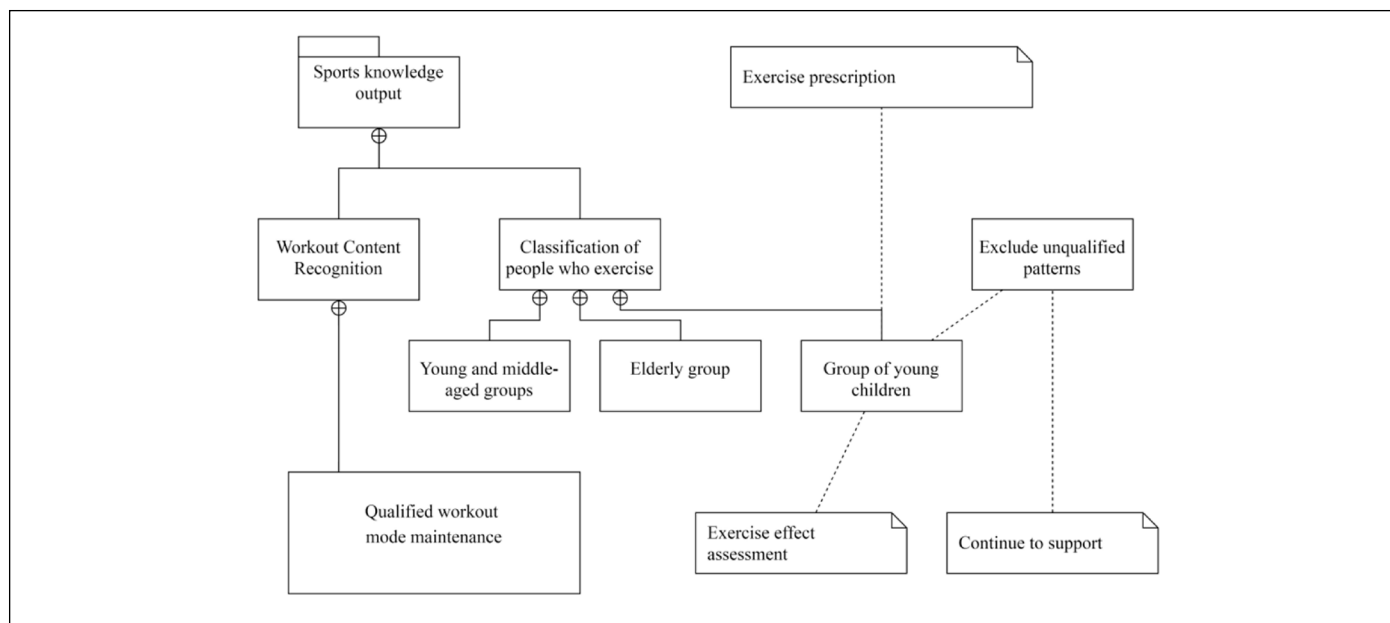 Sports knowledge
output
Exercise prescription
Workout Content
Recognition
Classification of
people who exercise
Exclude unqualified
patterns
Young and middle-
aged groups
Elderly group
Group of young
children
Qualified workout
mode maintenance
Exercise effect
assessment
Continue to support